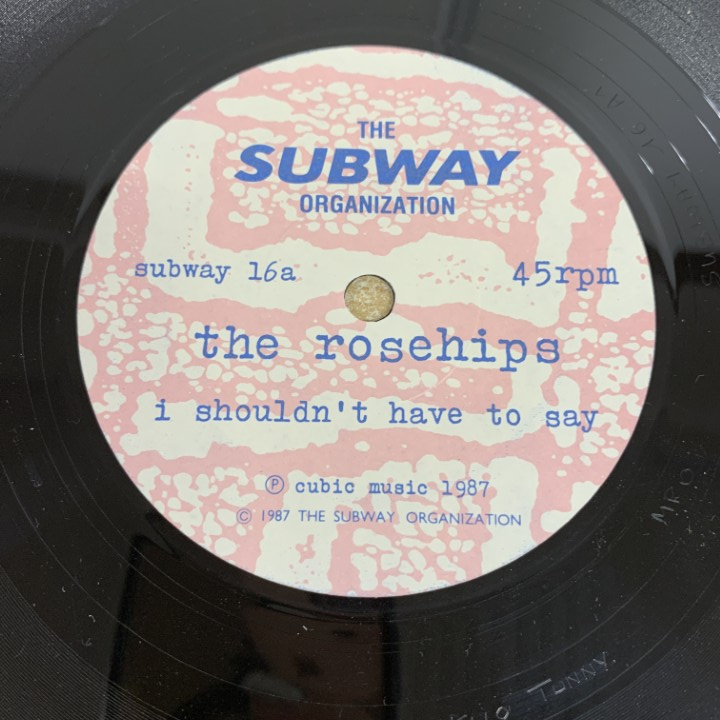 THE
SUBWAY
ORGANIZATION
subway 16a
45rpm
the rosehips
i shouldn't have to say
Ⓟ cubic music 1987
© 1987 THE SUBWAY ORGANIZATION
TUNNY